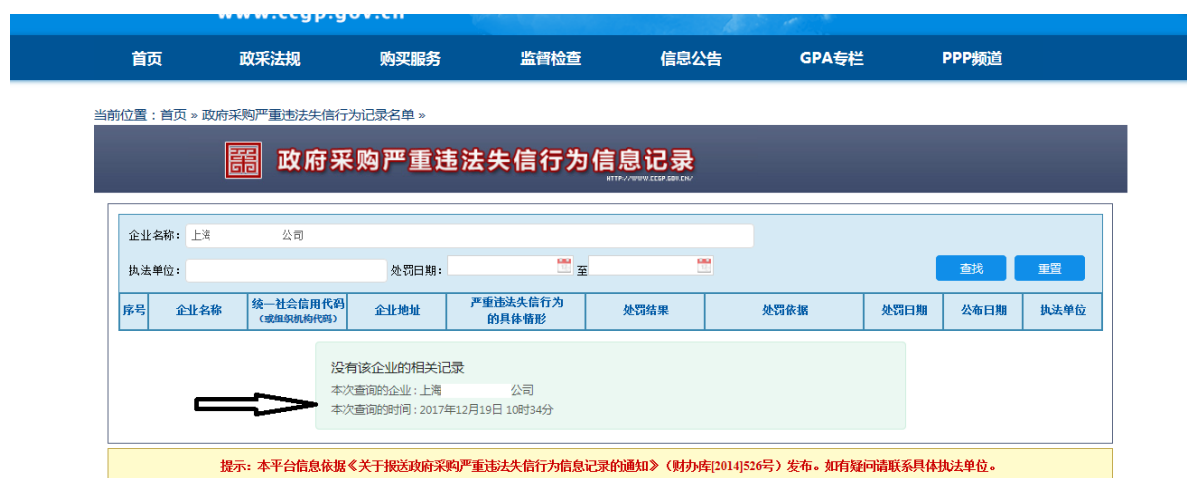 www.ccgp.gov.cn
首页 政采法规 购买服务 监督检查 信息公告 GPA专栏 PPP频道
当前位置：首页 » 政府采购严重违法失信行为记录名单 »
政府采购严重违法失信行为信息记录
HTTP://WWW.CCGP.GOV.CN/
企业名称： 上海 公司
执法单位： 处罚日期： 至 查找 重置
序号 企业名称 统一社会信用代码 企业地址 严重违法失信行为 处罚结果 处罚依据 处罚日期 公布日期 执法单位
（或组织机构代码） 的具体情形
没有该企业的相关记录
本次查询的企业：上海 公司
本次查询的时间：2017年12月19日 10时34分
提示：本平台信息依据《关于报送政府采购严重违法失信行为信息记录的通知》（财办库[2014]526号）发布。如有疑问请联系具体执法单位。